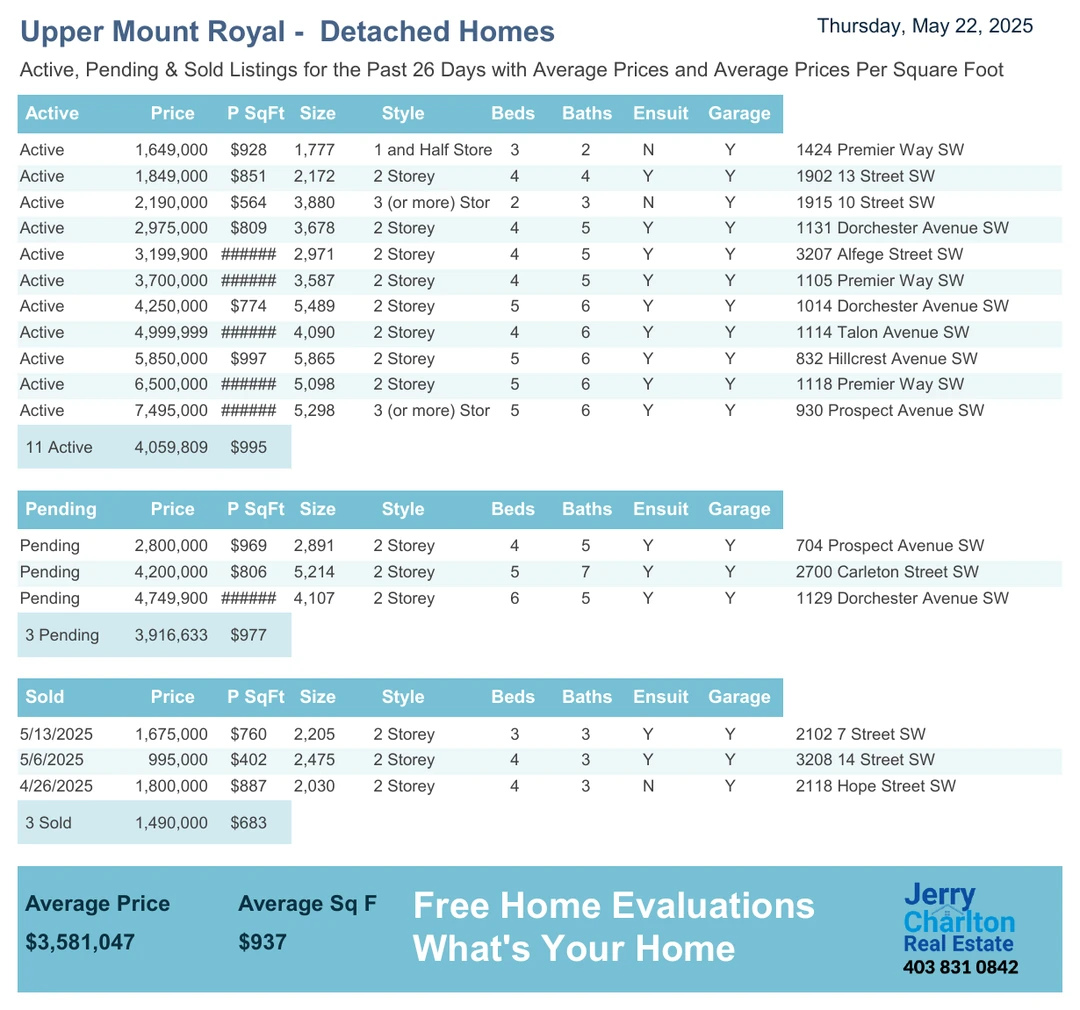 Upper Mount Royal - Detached Homes
Thursday, May 22, 2025
Active, Pending & Sold Listings for the Past 26 Days with Average Prices and Average Prices Per Square Foot
Active Price P SqFt Size Style Beds Baths Ensuit Garage
Active 1,649,000 $928 1,777 1 and Half Store 3 2 N Y 1424 Premier Way SW
Active 1,849,000 $851 2,172 2 Storey 4 4 Y Y 1902 13 Street SW
Active 2,190,000 $564 3,880 3 (or more) Stor 2 3 N Y 1915 10 Street SW
Active 2,975,000 $809 3,678 2 Storey 4 5 Y Y 1131 Dorchester Avenue SW
Active 3,199,900 ###### 2,971 2 Storey 4 5 Y Y 3207 Alfege Street SW
Active 3,700,000 ###### 3,587 2 Storey 4 5 Y Y 1105 Premier Way SW
Active 4,250,000 $774 5,489 2 Storey 5 6 Y Y 1014 Dorchester Avenue SW
Active 4,999,999 ###### 4,090 2 Storey 4 6 Y Y 1114 Talon Avenue SW
Active 5,850,000 $997 5,865 2 Storey 5 6 Y Y 832 Hillcrest Avenue SW
Active 6,500,000 ###### 5,098 2 Storey 5 6 Y Y 1118 Premier Way SW
Active 7,495,000 ###### 5,298 3 (or more) Stor 5 6 Y Y 930 Prospect Avenue SW
11 Active 4,059,809 $995
Pending Price P SqFt Size Style Beds Baths Ensuit Garage
Pending 2,800,000 $969 2,891 2 Storey 4 5 Y Y 704 Prospect Avenue SW
Pending 4,200,000 $806 5,214 2 Storey 5 7 Y Y 2700 Carleton Street SW
Pending 4,749,900 ###### 4,107 2 Storey 6 5 Y Y 1129 Dorchester Avenue SW
3 Pending 3,916,633 $977
Sold Price P SqFt Size Style Beds Baths Ensuit Garage
5/13/2025 1,675,000 $760 2,205 2 Storey 3 3 Y Y 2102 7 Street SW
5/6/2025 995,000 $402 2,475 2 Storey 4 3 Y Y 3208 14 Street SW
4/26/2025 1,800,000 $887 2,030 2 Storey 4 3 N Y 2118 Hope Street SW
3 Sold 1,490,000 $683
Average Price Average Sq F
$3,581,047 $937
Free Home Evaluations
What's Your Home
Jerry
Charlton
Real Estate
403 831 0842